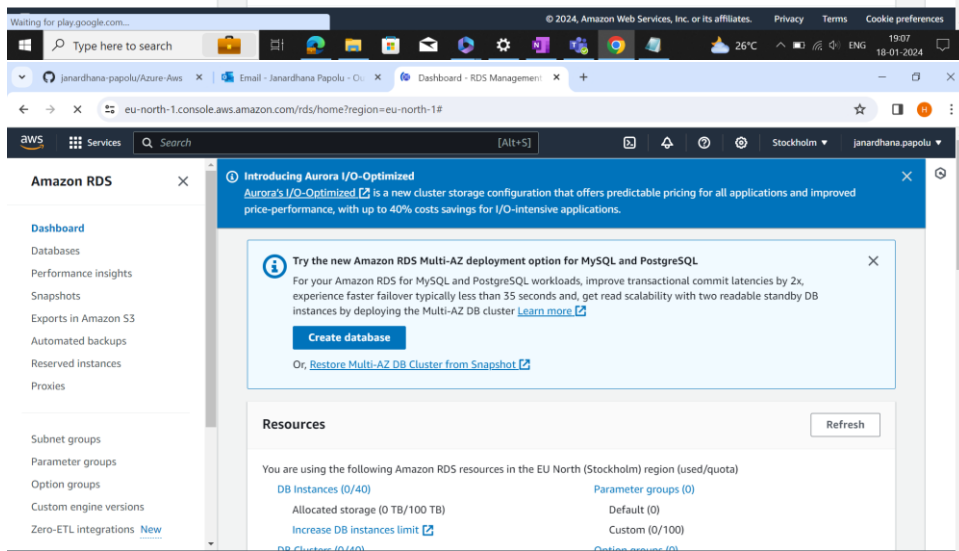 Waiting for play.google.com...
© 2024, Amazon Web Services, Inc. or its affiliates. Privacy Terms Cookie preferences
Type here to search
26°C ENG 19:07
18-01-2024
janardhana-papolu/Azure-Aws × Email - Janardhana Papolu - Ou × Dashboard - RDS Management × +
eu-north-1.console.aws.amazon.com/rds/home?region=eu-north-1#
H
aws Services Search [Alt+S] Stockholm ▼ janardhana.papolu ▼
Amazon RDS
Dashboard
Databases
Performance insights
Snapshots
Exports in Amazon S3
Automated backups
Reserved instances
Proxies
Subnet groups
Parameter groups
Option groups
Custom engine versions
Zero-ETL integrations New
Introducing Aurora I/O-Optimized
Aurora's I/O-Optimized is a new cluster storage configuration that offers predictable pricing for all applications and improved
price-performance, with up to 40% costs savings for I/O-intensive applications.
Try the new Amazon RDS Multi-AZ deployment option for MySQL and PostgreSQL
For your Amazon RDS for MySQL and PostgreSQL workloads, improve transactional commit latencies by 2x,
experience faster failover typically less than 35 seconds and, get read scalability with two readable standby DB
instances by deploying the Multi-AZ DB cluster Learn more
Create database
Or, Restore Multi-AZ DB Cluster from Snapshot
Resources
Refresh
You are using the following Amazon RDS resources in the EU North (Stockholm) region (used/quota)
DB Instances (0/40)
Allocated storage (0 TB/100 TB)
Increase DB instances limit
DB Clusters (0/40)
Parameter groups (0)
Default (0)
Custom (0/100)
Option groups (0)